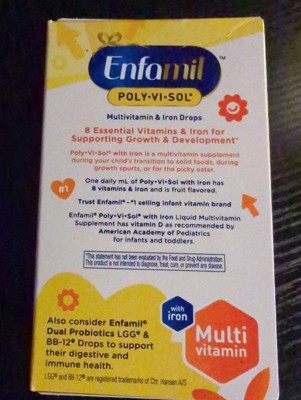 Enfamil™
POLY•VI•SOL®
Multivitamin & Iron Drops
8 Essential Vitamins & Iron for
Supporting Growth & Development*
Poly•Vi•Sol with iron is a multivitamin supplement
during your child's transition to solid foods, during
growth sports, or for the picky eater.
One daily mL of Poly•Vi•Sol with iron has
8 vitamins & iron and is fruit flavored.
#1
Trust Enfamil® - #1 selling infant vitamin brand
Enfamil® Poly•Vi•Sol® with Iron Liquid Multivitamin
Supplement has vitamin D as recommended by
American Academy of Pediatrics
for infants and toddlers.
*This statement has not been evaluated by the Food and Drug Administration.
This product is not intended to diagnose, treat, cure, or prevent any disease.
Also consider Enfamil®
Dual Probiotics LGG® &
BB-12® Drops to support
their digestive and
immune health.
LGG® and BB-12® are registered trademarks of Chr. Hansen A/S
with
iron
Multi
vitamin